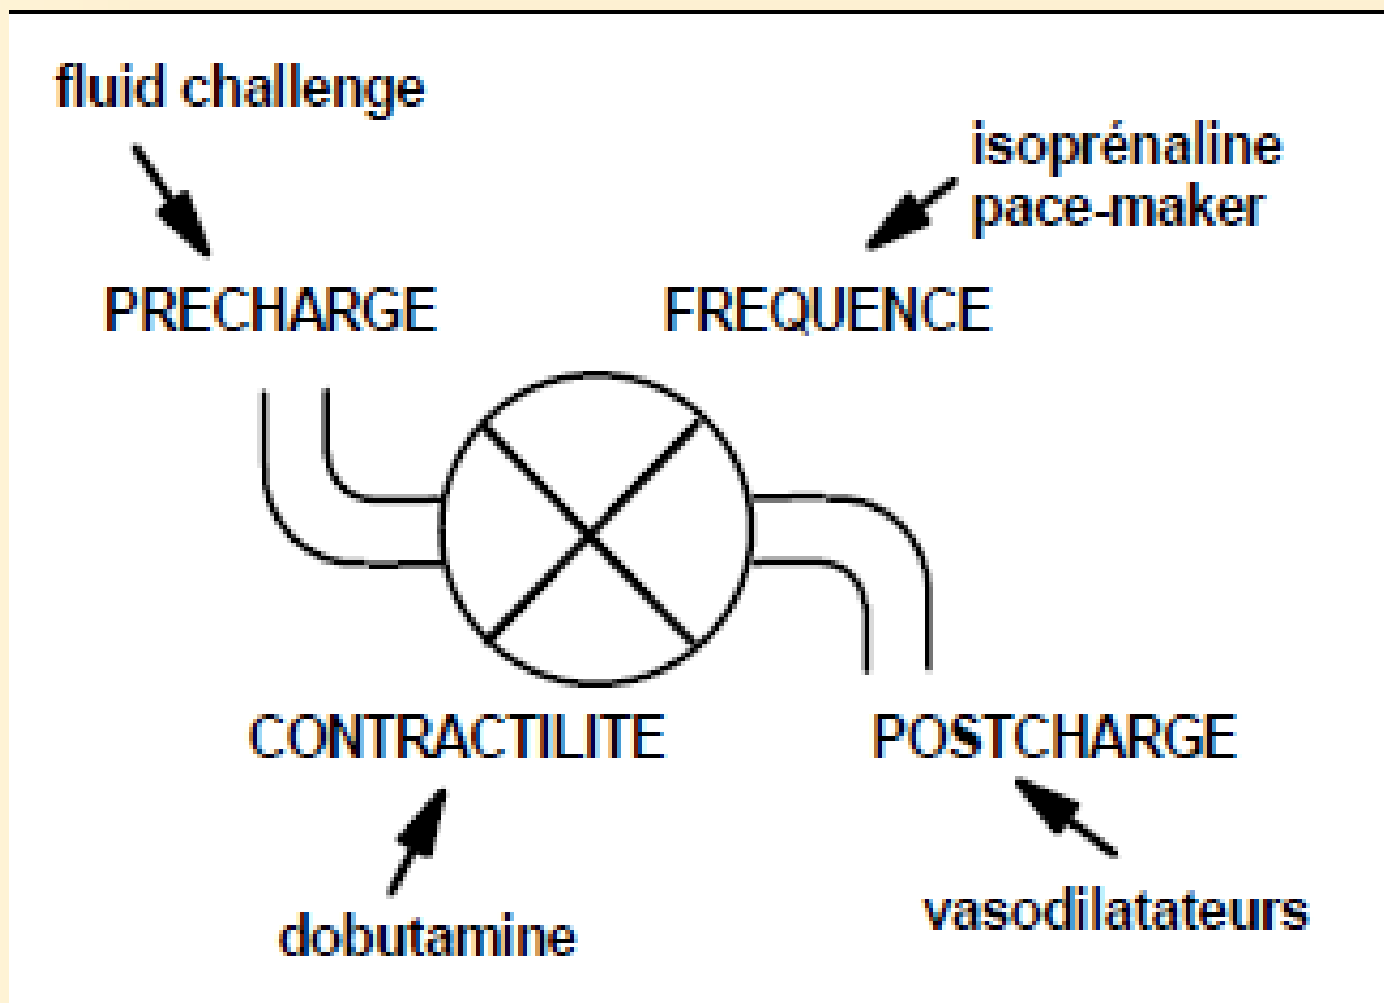 fluid challenge
isoprénaline
pace-maker
PRECHARGE
FREQUENCE
CONTRACTILITE
POSTCHARGE
dobutamine
vasodilatateurs